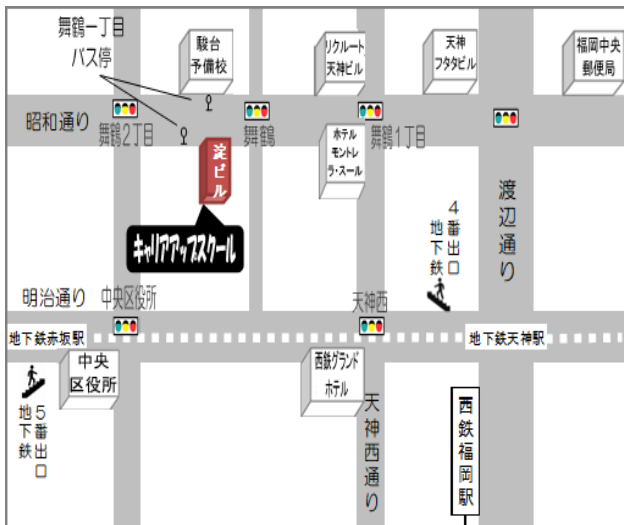 舞鶴一丁目
バス停
駿台
予備校
リクルート
天神ビル
天神
フタタビル
福岡中央
郵便局
昭和通り
舞鶴2丁目
舞鶴
舞鶴1丁目
淀ビル
ホテル
モントレ
ラ・スール
渡辺通り
キャリアアップスクール
4番出口
地下鉄
明治通り
中央区役所
天神西
地下鉄赤坂駅
地下鉄天神駅
中央
区役所
西鉄グランド
ホテル
5番出口
地下鉄
天神西通り
西鉄福岡駅